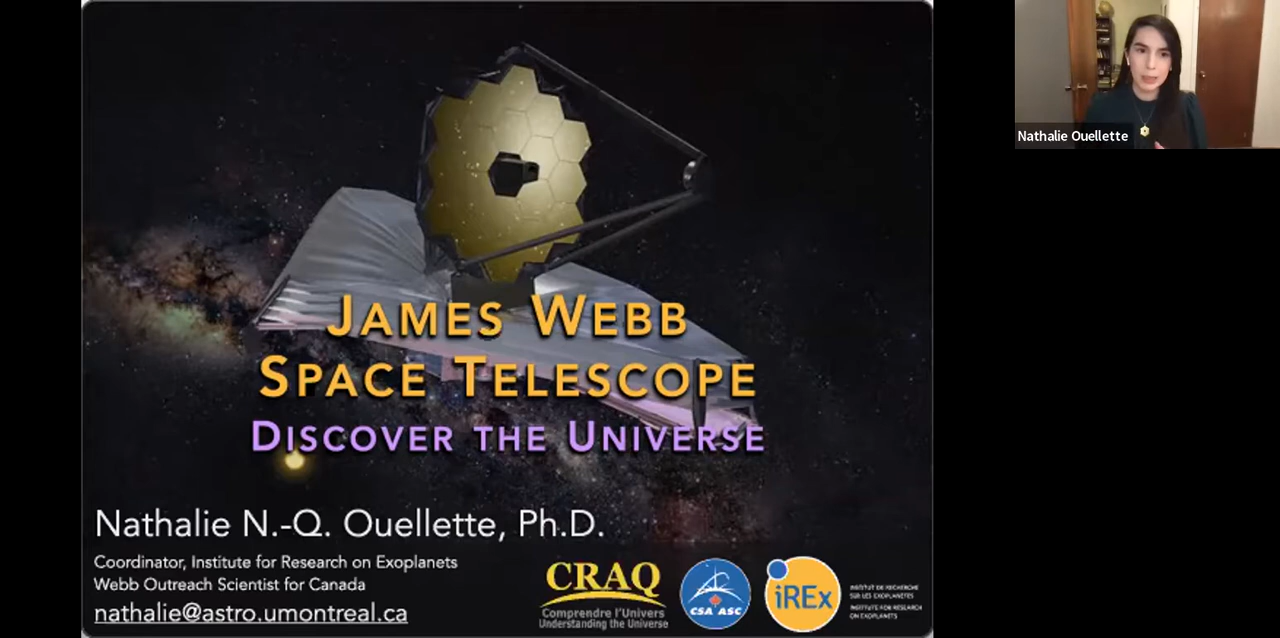 JAMES WEBB
SPACE TELESCOPE
DISCOVER THE UNIVERSE
Nathalie N.-Q. Ouellette, Ph.D.
Coordinator, Institute for Research on Exoplanets
Webb Outreach Scientist for Canada
nathalie@astro.umontreal.ca
CRAQ
Comprendre l'Univers
Understanding the Universe
CSA ASC
iREx
INSTITUT DE RECHERCHE
SUR LES EXOPLANÈTES
INSTITUTE FOR RESEARCH
ON EXOPLANETS
Nathalie Ouellette